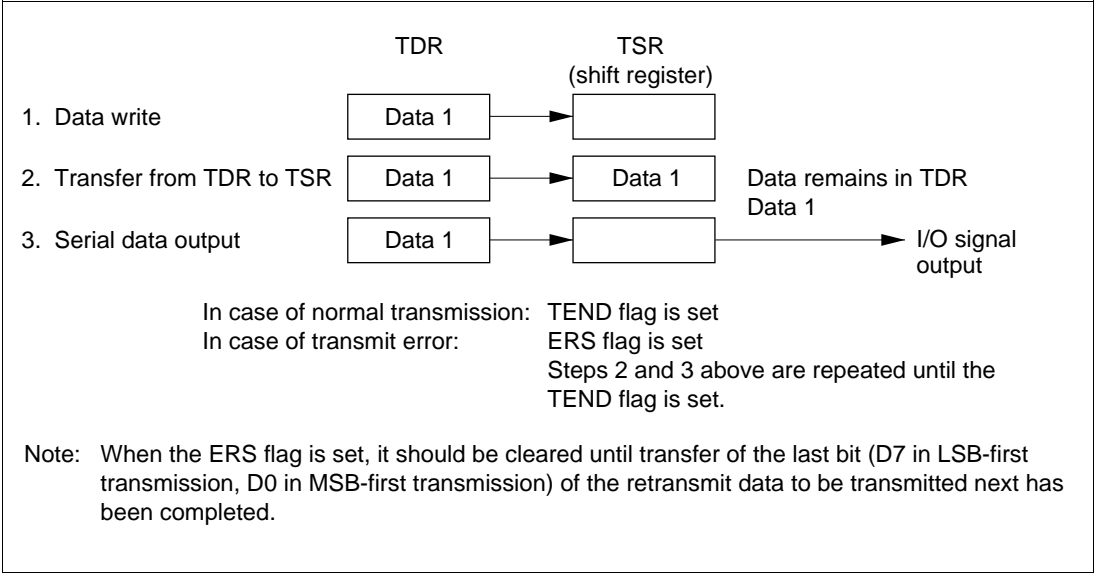 TDR
TSR
(shift register)
1. Data write
Data 1
2. Transfer from TDR to TSR
Data 1
Data 1
Data remains in TDR
Data 1
3. Serial data output
Data 1
I/O signal
output
In case of normal transmission: TEND flag is set
In case of transmit error: ERS flag is set
Steps 2 and 3 above are repeated until the
TEND flag is set.
Note: When the ERS flag is set, it should be cleared until transfer of the last bit (D7 in LSB-first
transmission, D0 in MSB-first transmission) of the retransmit data to be transmitted next has
been completed.